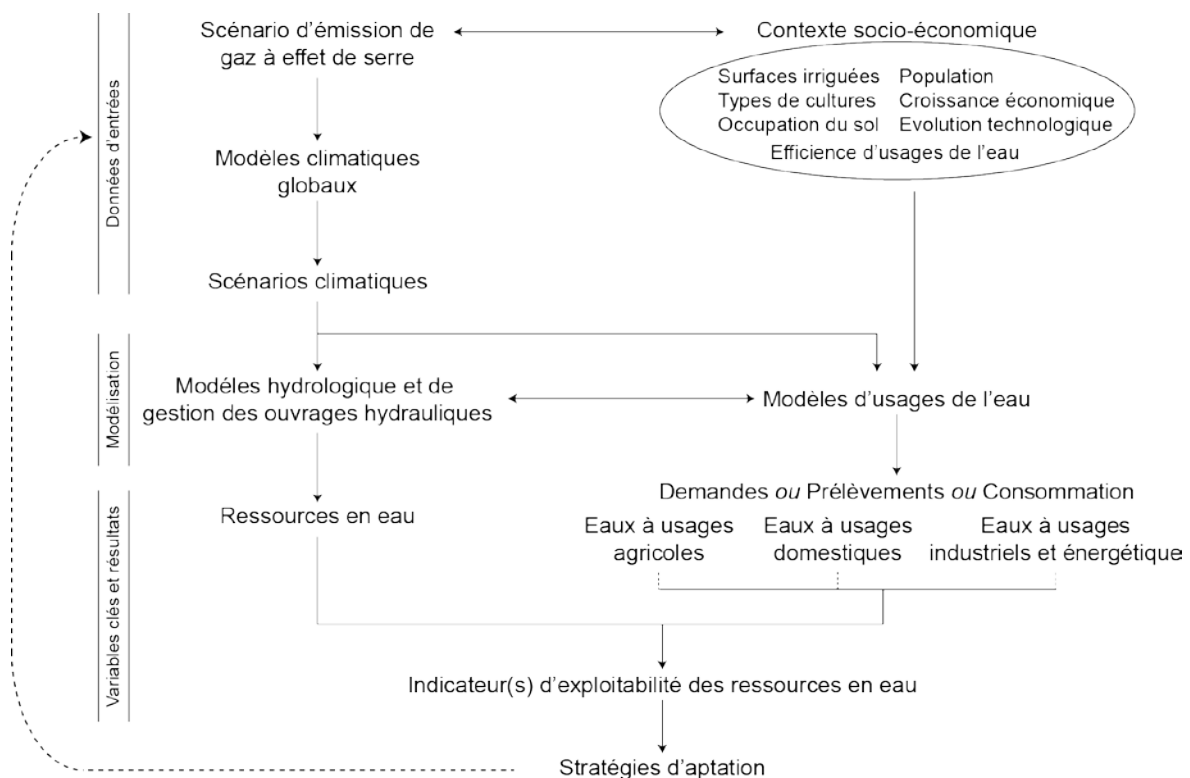 Scénario d'émission de
gaz à effet de serre
Contexte socio-économique
Surfaces irriguées Population
Types de cultures Croissance économique
Occupation du sol Evolution technologique
Efficience d'usages de l'eau
Données d'entrées
Modèles climatiques
globaux
Scénarios climatiques
Modélisation
Modéles hydrologique et de
gestion des ouvrages hydrauliques
Modèles d'usages de l'eau
Variables clés et résultats
Ressources en eau
Demandes ou Prélèvements ou Consommation
Eaux à usages
agricoles
Eaux à usages
domestiques
Eaux à usages
industriels et énergétique
Indicateur(s) d'exploitabilité des ressources en eau
Stratégies d'aptation